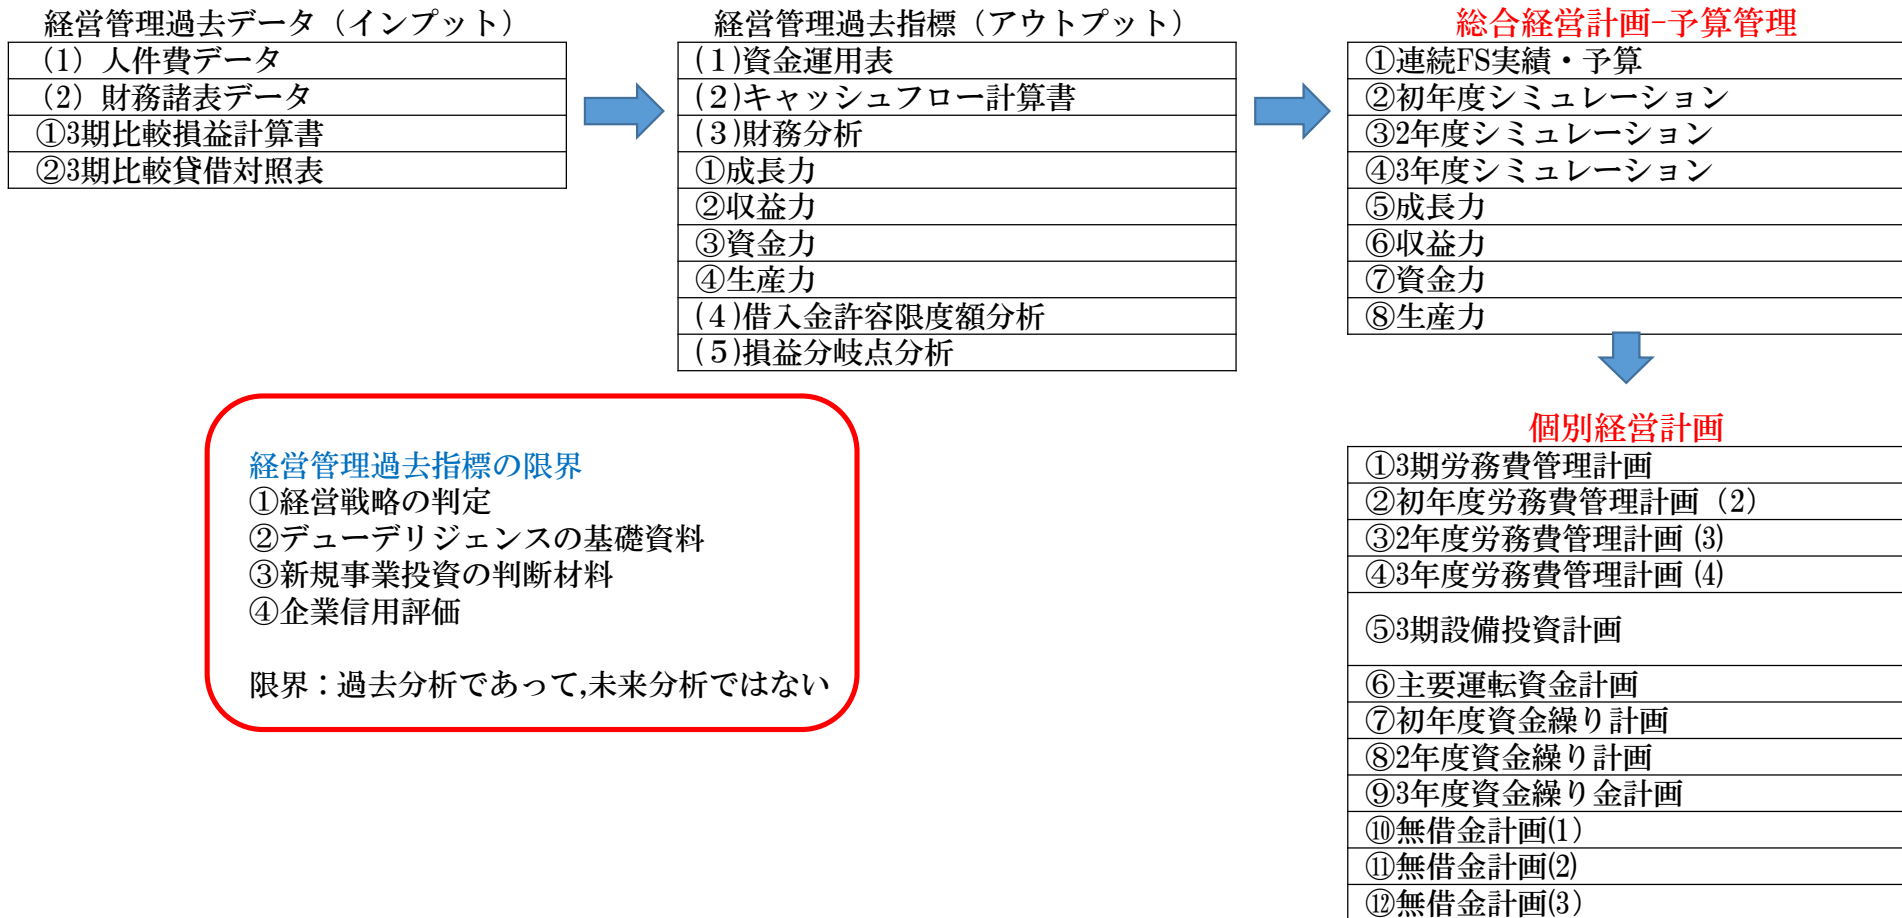 経営管理過去データ（インプット）
（1）人件費データ
（2）財務諸表データ
①3期比較損益計算書
②3期比較貸借対照表
経営管理過去指標（アウトプット）
(１)資金運用表
(２)キャッシュフロー計算書
(３)財務分析
①成長力
②収益力
③資金力
④生産力
(４)借入金許容限度額分析
(５)損益分岐点分析
総合経営計画−予算管理
①連続FS実績・予算
②初年度シミュレーション
③2年度シミュレーション
④3年度シミュレーション
⑤成長力
⑥収益力
⑦資金力
⑧生産力
個別経営計画
①3期労務費管理計画
②初年度労務費管理計画（2）
③2年度労務費管理計画 (3)
④3年度労務費管理計画 (4)
⑤3期設備投資計画
⑥主要運転資金計画
⑦初年度資金繰り計画
⑧2年度資金繰り計画
⑨3年度資金繰り金計画
⑩無借金計画(1）
⑪無借金計画(2)
⑫無借金計画(3）
経営管理過去指標の限界
①経営戦略の判定
②デューデリジェンスの基礎資料
③新規事業投資の判断材料
④企業信用評価
限界：過去分析であって,未来分析ではない